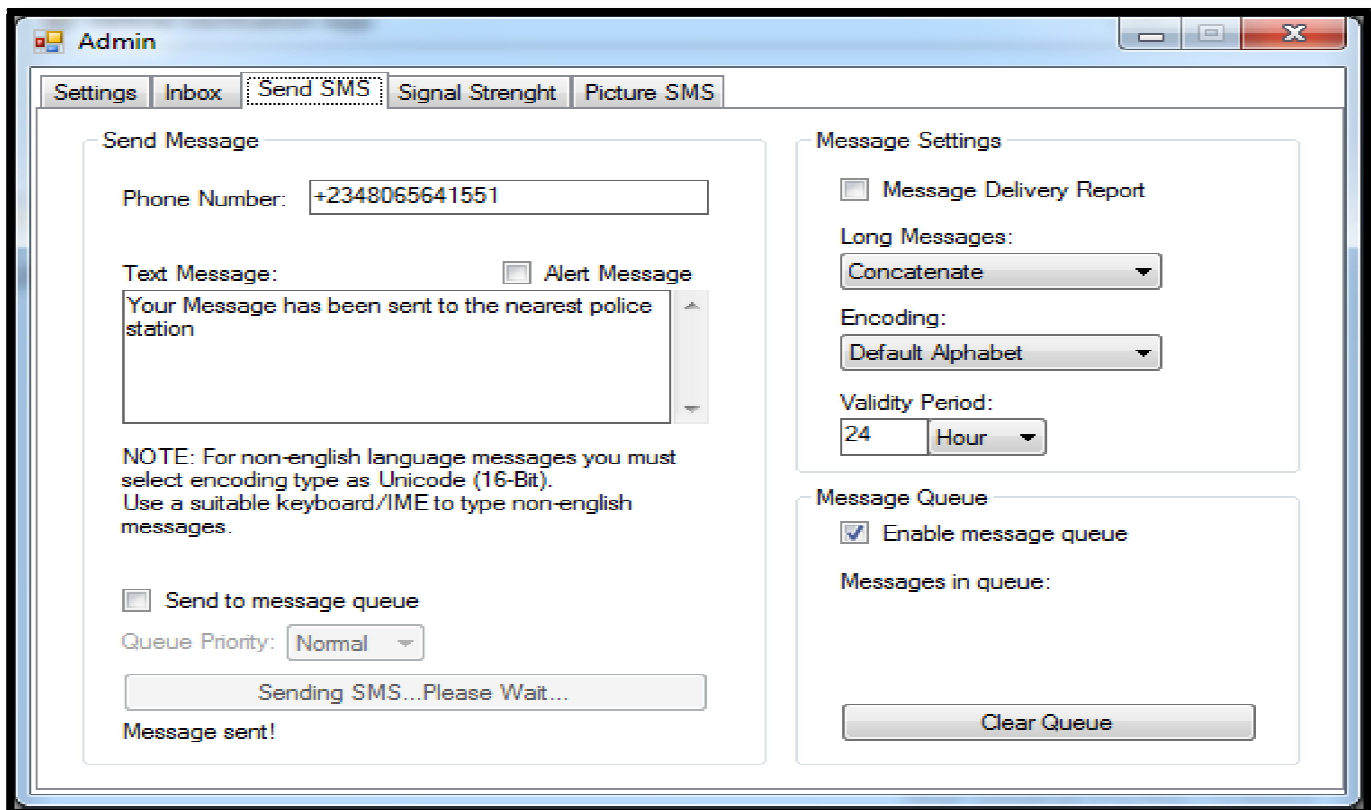 Admin
Settings
Inbox
Send SMS
Signal Strenght
Picture SMS
Send Message
Phone Number:
+2348065641551
Text Message:
Alert Message
Your Message has been sent to the nearest police
station
NOTE: For non-english language messages you must
select encoding type as Unicode (16-Bit).
Use a suitable keyboard/IME to type non-english
messages.
Send to message queue
Queue Priority:
Normal
Sending SMS...Please Wait...
Message sent!
Message Settings
Message Delivery Report
Long Messages:
Concatenate
Encoding:
Default Alphabet
Validity Period:
24
Hour
Message Queue
Enable message queue
Messages in queue:
Clear Queue